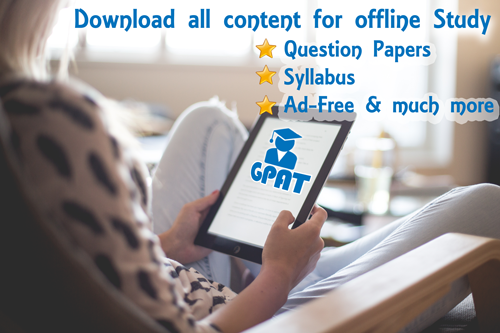 Download all content for offline Study
Question Papers
Syllabus
Ad-Free & much more
GPAT